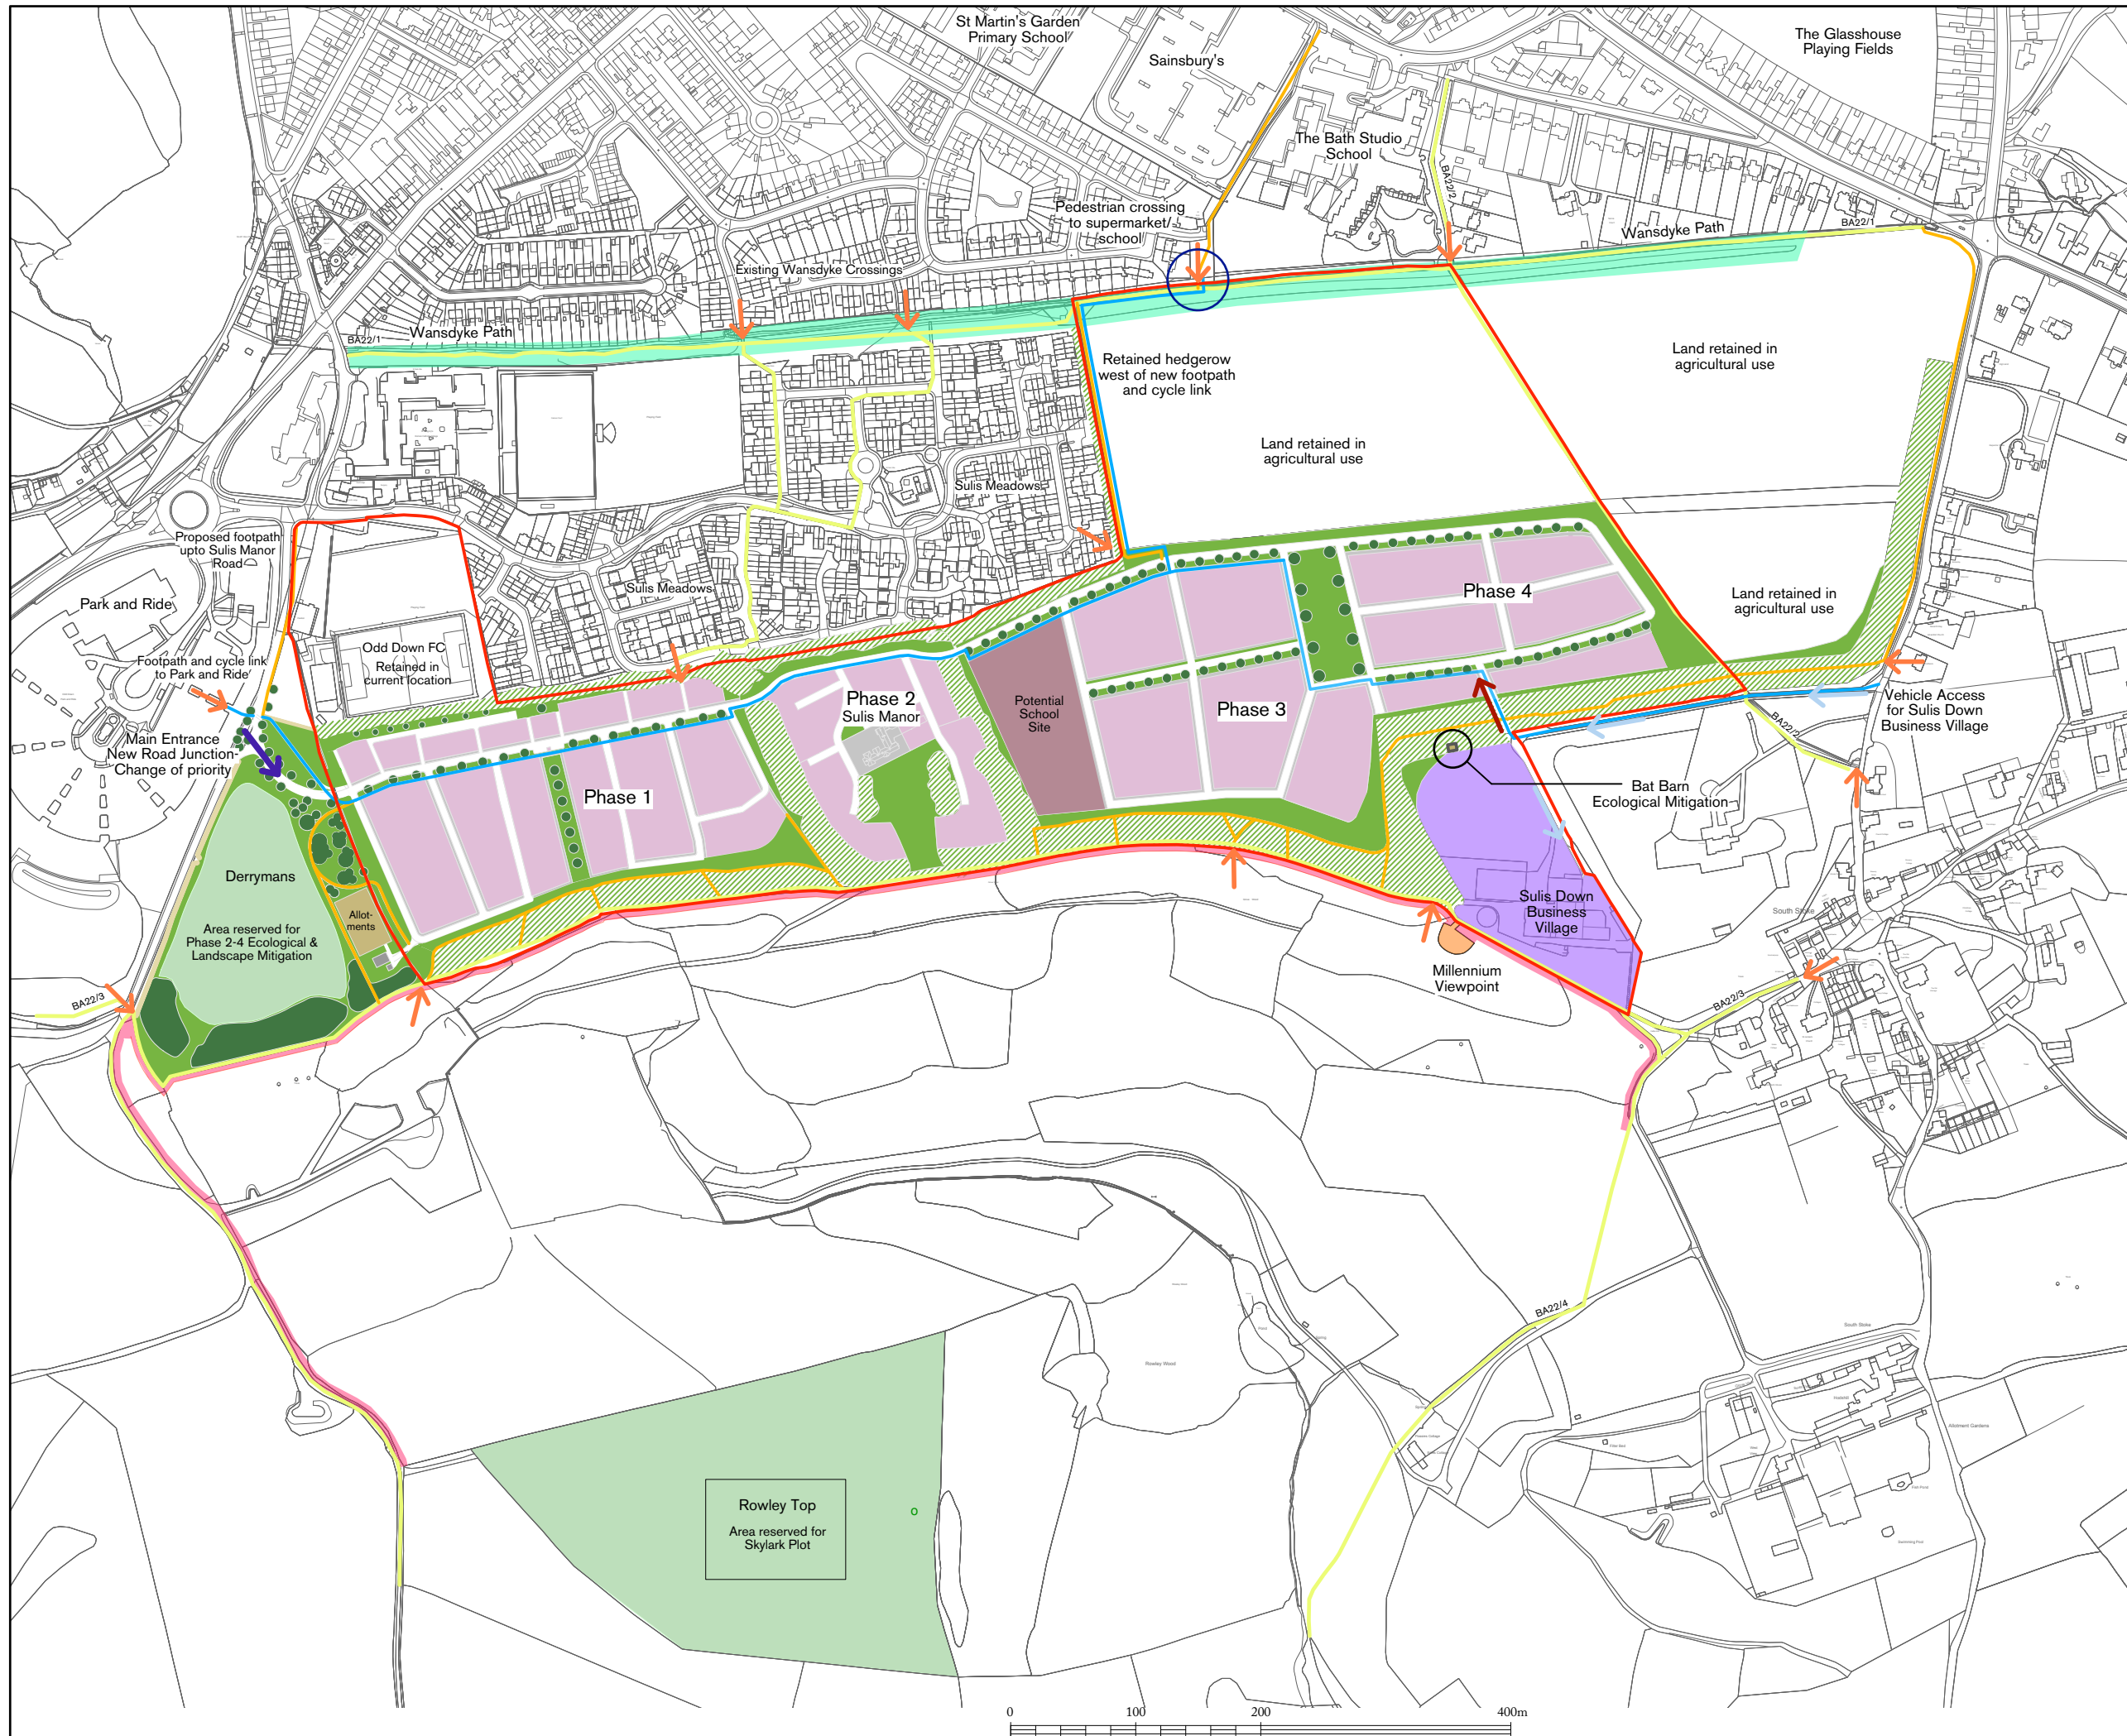 St Martin's Garden
Primary School
Sainsbury's
The Glasshouse
Playing Fields
The Bath Studio
School
BA22/2
Pedestrian crossing
to supermarket/
school
Wansdyke Path
BA22/1
Existing Wansdyke Crossings
Wansdyke Path
BA22/1
Retained hedgerow
west of new footpath
and cycle link
Land retained in
agricultural use
Land retained in
agricultural use
Sulis Meadows
Proposed footpath
upto Sulis Manor
Road
Park and Ride
Sulis Meadows
Phase 4
Land retained in
agricultural use
Odd Down FC
Retained in
current location
Footpath and cycle link
to Park and Ride
Phase 2
Sulis Manor
Potential
School
Site
Phase 3
Vehicle Access
for Sulis Down
Business Village
BA22/2
Main Entrance
New Road Junction-
Change of priority
Phase 1
Bat Barn
Ecological Mitigation
Derrymans
Allot-
ments
Area reserved for
Phase 2-4 Ecological &
Landscape Mitigation
Sulis Down
Business
Village
South Stoke
Millennium
Viewpoint
BA22/3
BA22/3
BA22/4
South Stoke
Rowley Wood
Allotment Gardens
Rowley Top
Area reserved for
Skylark Plot
0 100 200 400m